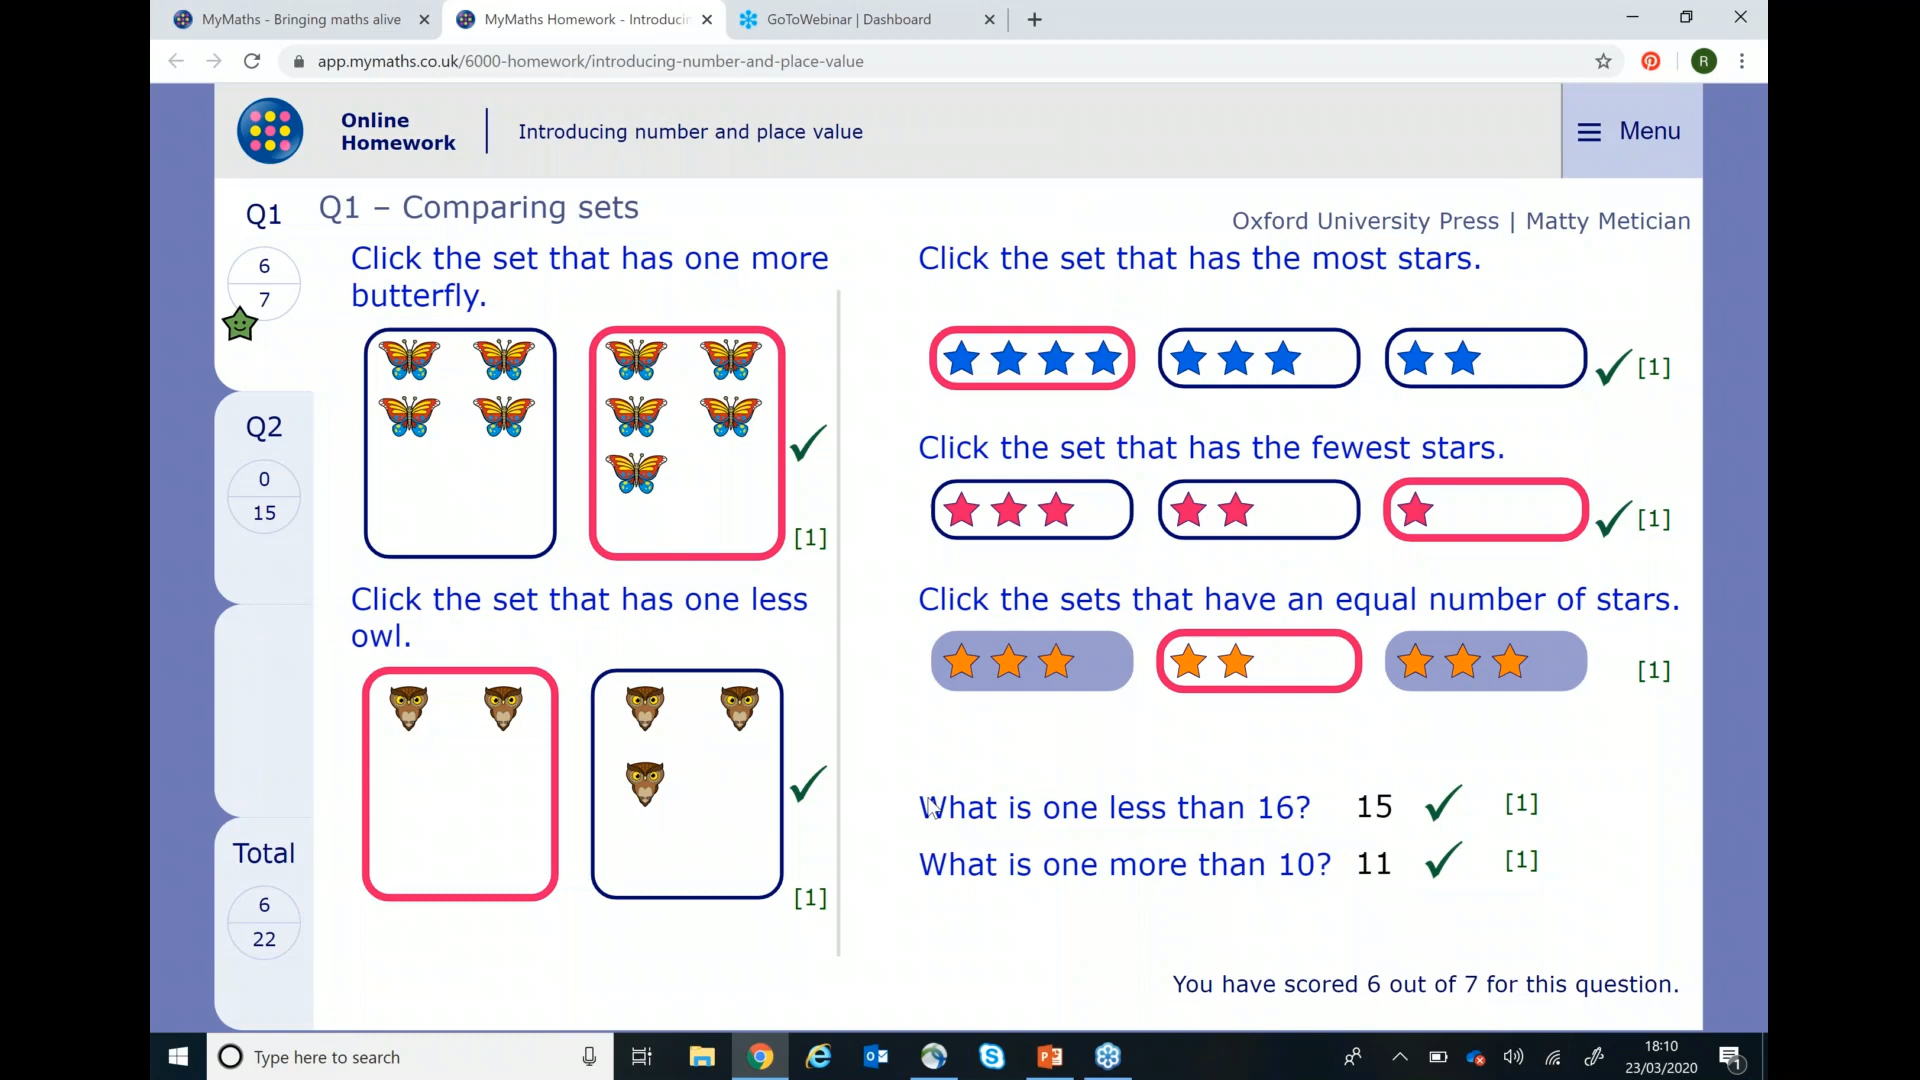 MyMaths - Bringing maths alive
MyMaths Homework - Introducin
GoToWebinar | Dashboard
app.mymaths.co.uk/6000-homework/introducing-number-and-place-value
R
Online
Homework
Introducing number and place value
Menu
Q1
6
7
Q2
0
15
Total
6
22
Q1 – Comparing sets
Oxford University Press | Matty Metician
Click the set that has one more
butterfly.
[1]
Click the set that has one less
owl.
[1]
Click the set that has the most stars.
[1]
Click the set that has the fewest stars.
[1]
Click the sets that have an equal number of stars.
[1]
What is one less than 16? 15 [1]
What is one more than 10? 11 [1]
You have scored 6 out of 7 for this question.
Type here to search
18:10
23/03/2020
1